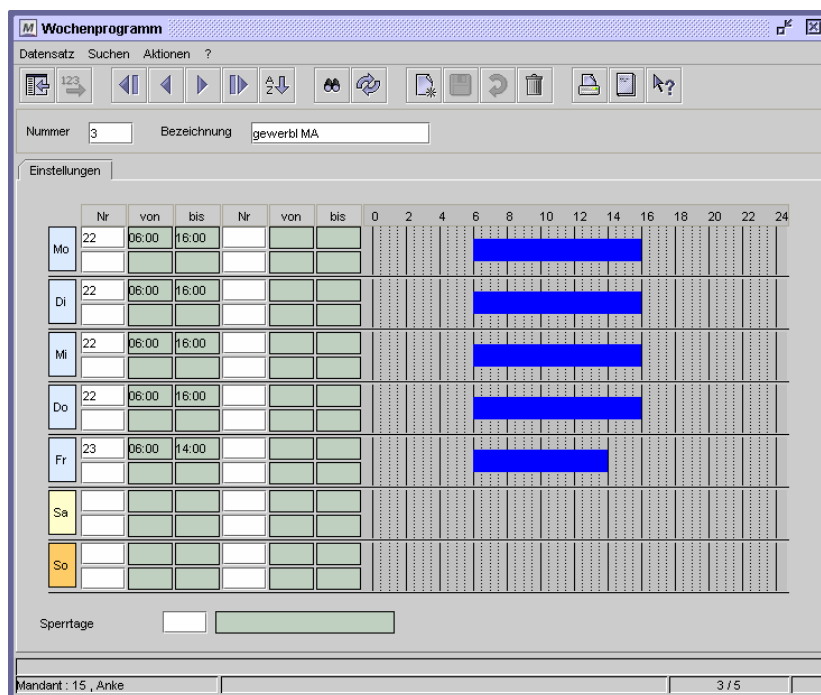 M Wochenprogramm
Datensatz Suchen Aktionen ?
123 A Z ?
Nummer 3 Bezeichnung gewerbl MA
Einstellungen
Nr von bis Nr von bis 0 2 4 6 8 10 12 14 16 18 20 22 24
Mo 22 06:00 16:00
Di 22 06:00 16:00
Mi 22 06:00 16:00
Do 22 06:00 16:00
Fr 23 06:00 14:00
Sa
So
Sperrtage
Mandant : 15 , Anke 3 / 5